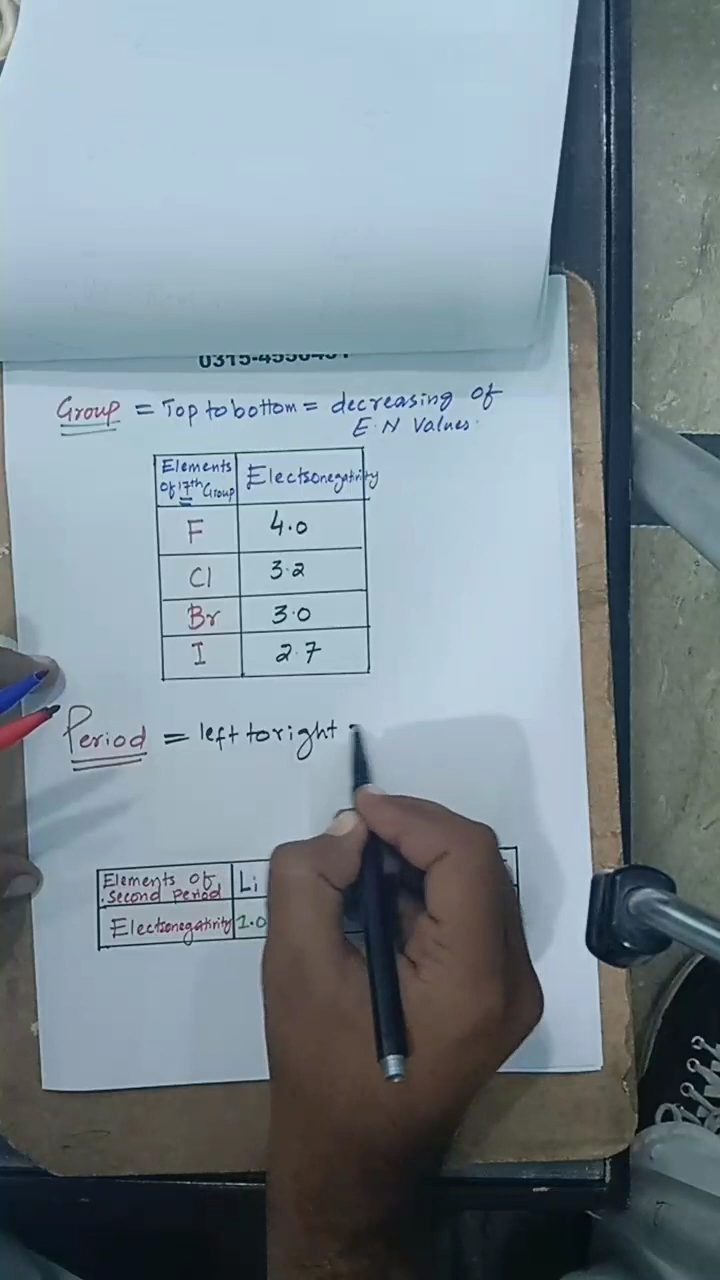 Group = Top to bottom = decreasing of
E.N Values.
Elements
of 17th Group
Electronegativity
F
4.0
Cl
3.2
Br
3.0
I
2.7
Period = left to right =
Elements of
second period
Li
Electronegativity
1.0